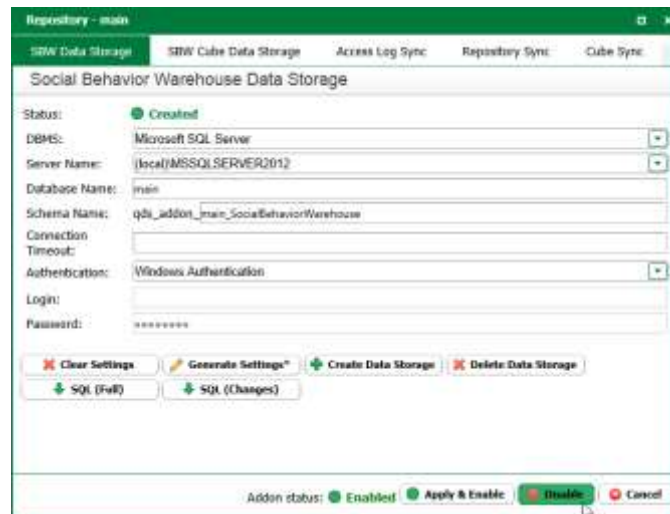 Repository - main
SBW Data Storage SBW Cube Data Storage Access Log Sync Repository Sync Cube Sync
Social Behavior Warehouse Data Storage
Status: Created
DBMS: Microsoft SQL Server
Server Name: (local)\MSSQLSERVER2012
Database Name: main
Schema Name: qds_addon_main_SocialBehaviorWarehouse
Connection
Timeout:
Authentication: Windows Authentication
Login:
Password: ********
Clear Settings Generate Settings* Create Data Storage Delete Data Storage
SQL (Full) SQL (Changes)
Addon status: Enabled Apply & Enable Disable Cancel